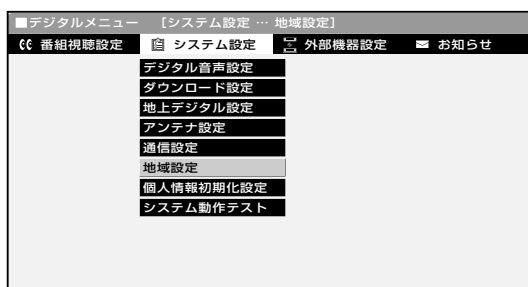 ■デジタルメニュー [システム設定 … 地域設定]
番組視聴設定 システム設定 外部機器設定 お知らせ
デジタル音声設定
ダウンロード設定
地上デジタル設定
アンテナ設定
通信設定
地域設定
個人情報初期化設定
システム動作テスト